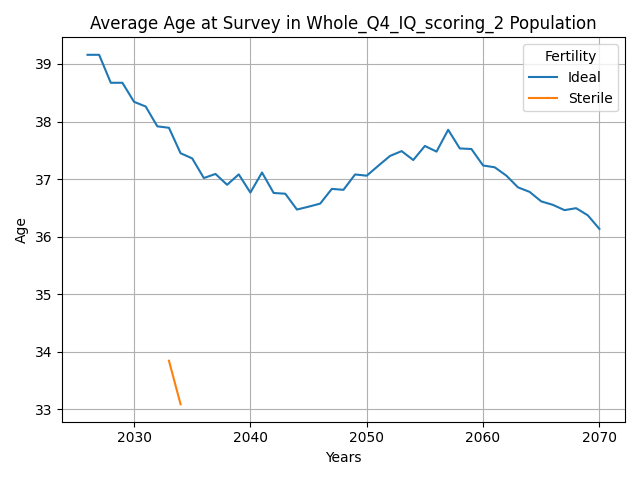 Average Age at Survey in Whole_Q4_IQ_scoring_2 Population
Fertility
Ideal
Sterile
Age
39
38
37
36
35
34
33
2030
2040
2050
2060
2070
Years